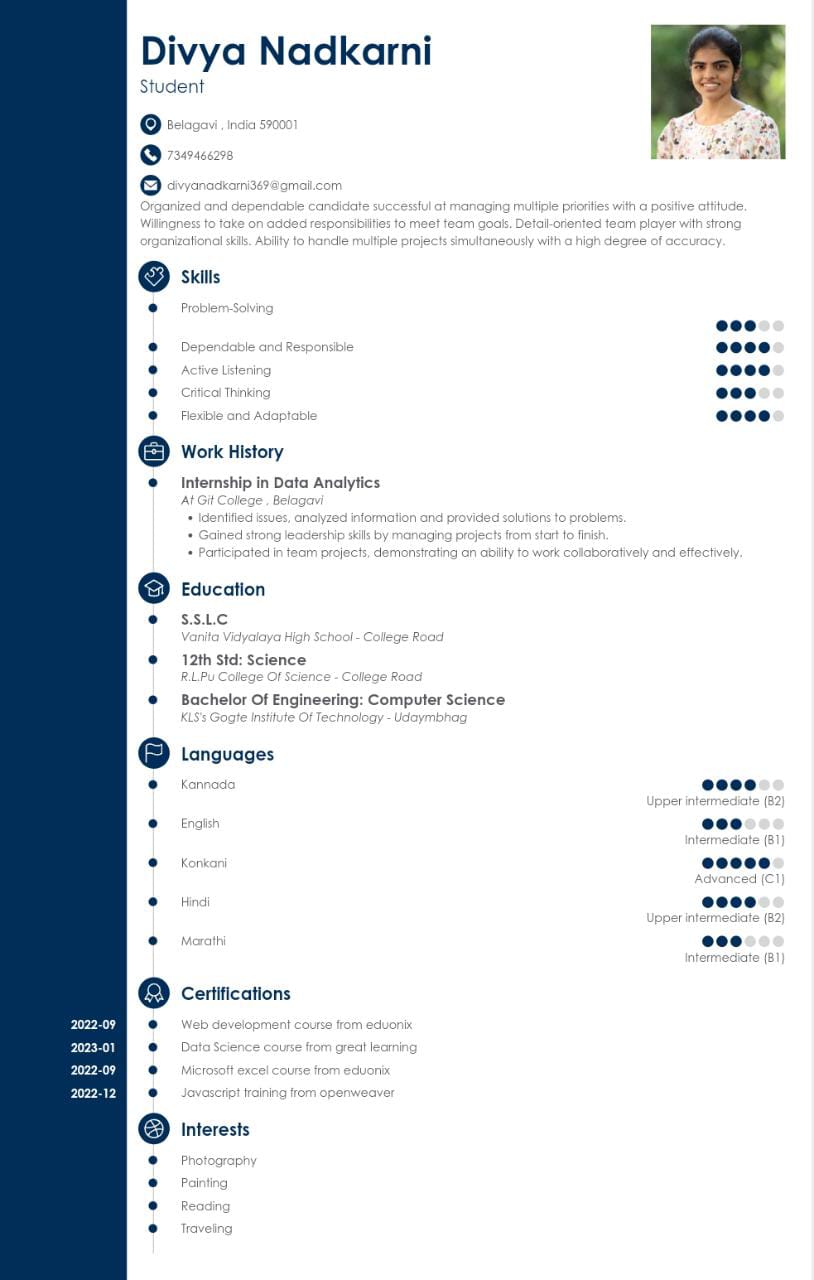 Divya Nadkarni
Student
Belagavi , India 590001
7349466298
divyanadkarni369@gmail.com
Organized and dependable candidate successful at managing multiple priorities with a positive attitude.
Willingness to take on added responsibilities to meet team goals. Detail-oriented team player with strong
organizational skills. Ability to handle multiple projects simultaneously with a high degree of accuracy.
Skills
Problem-Solving
Dependable and Responsible
Active Listening
Critical Thinking
Flexible and Adaptable
Work History
Internship in Data Analytics
At Git College , Belagavi
• Identified issues, analyzed information and provided solutions to problems.
• Gained strong leadership skills by managing projects from start to finish.
• Participated in team projects, demonstrating an ability to work collaboratively and effectively.
Education
S.S.L.C
Vanita Vidyalaya High School - College Road
12th Std: Science
R.L.Pu College Of Science - College Road
Bachelor Of Engineering: Computer Science
KLS's Gogte Institute Of Technology - Udaymbhag
Languages
Kannada
Upper intermediate (B2)
English
Intermediate (B1)
Konkani
Advanced (C1)
Hindi
Upper intermediate (B2)
Marathi
Intermediate (B1)
Certifications
2022-09 Web development course from eduonix
2023-01 Data Science course from great learning
2022-09 Microsoft excel course from eduonix
2022-12 Javascript training from openweaver
Interests
Photography
Painting
Reading
Traveling